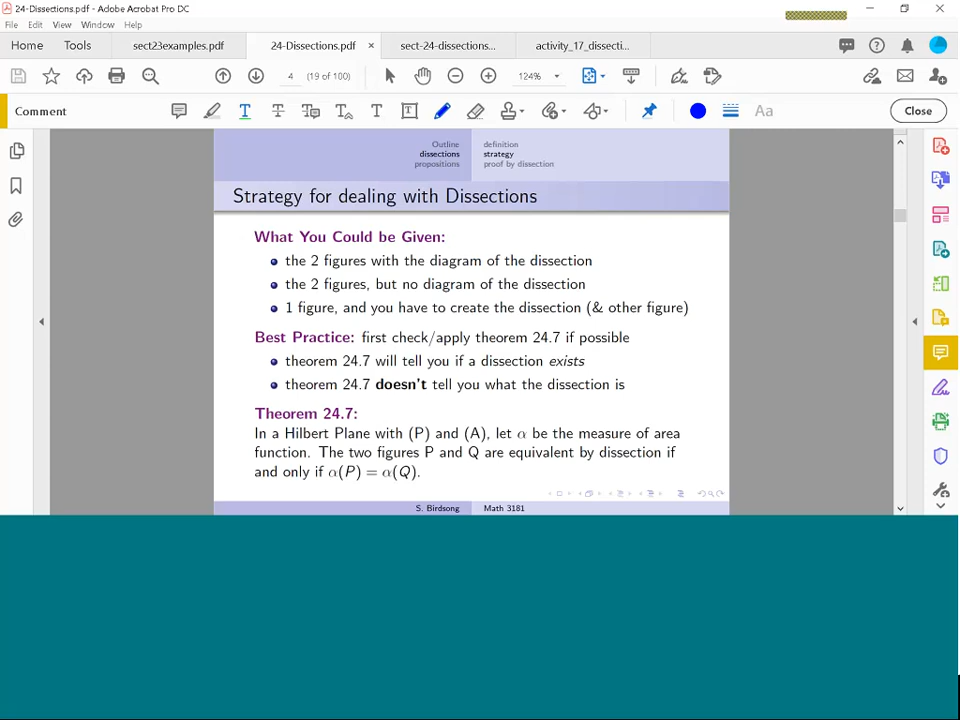 24-Dissections.pdf - Adobe Acrobat Pro DC
File Edit View Window Help
Home Tools sect23examples.pdf 24-Dissections.pdf × sect-24-dissections... activity_17_dissecti...
4 (19 of 100) 124%
Comment Aa Close
Outline definition
dissections strategy
propositions proof by dissection
Strategy for dealing with Dissections
What You Could be Given:
the 2 figures with the diagram of the dissection
the 2 figures, but no diagram of the dissection
1 figure, and you have to create the dissection (& other figure)
Best Practice: first check/apply theorem 24.7 if possible
theorem 24.7 will tell you if a dissection exists
theorem 24.7 doesn't tell you what the dissection is
Theorem 24.7:
In a Hilbert Plane with (P) and (A), let α be the measure of area
function. The two figures P and Q are equivalent by dissection if
and only if α(P) = α(Q).
S. Birdsong Math 3181